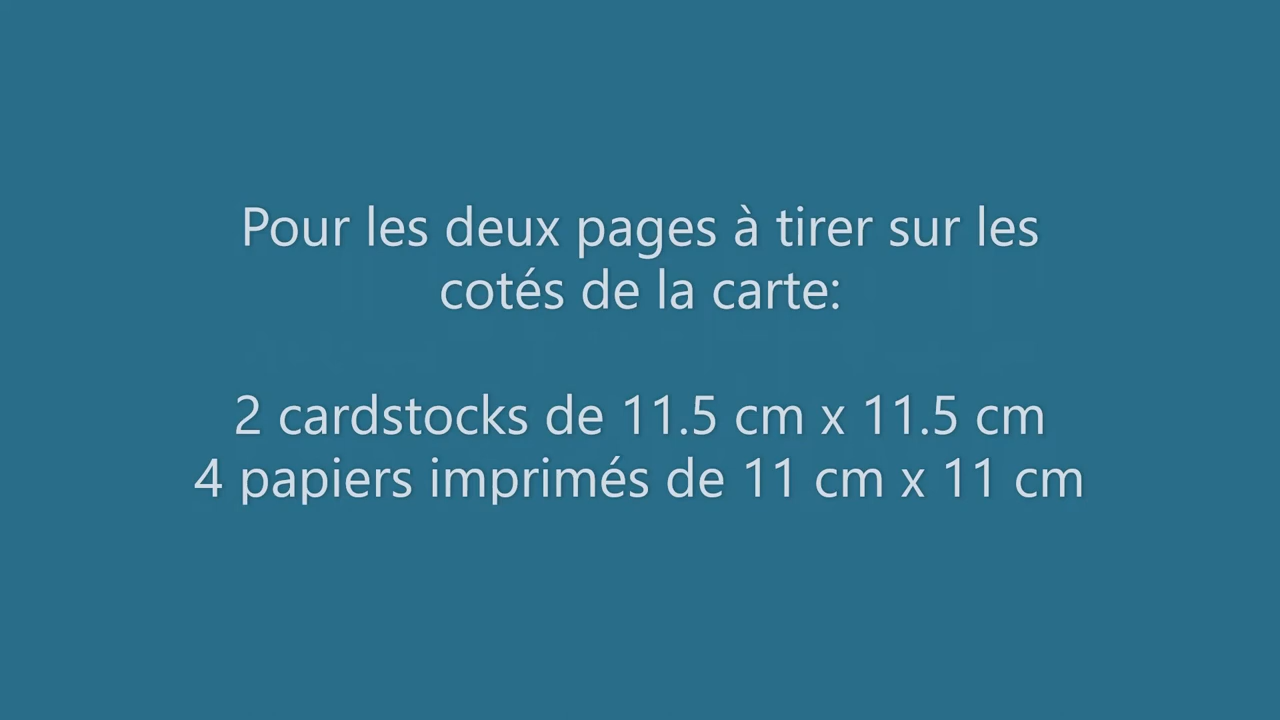 Pour les deux pages à tirer sur les
cotés de la carte:
2 cardstocks de 11.5 cm x 11.5 cm
4 papiers imprimés de 11 cm x 11 cm